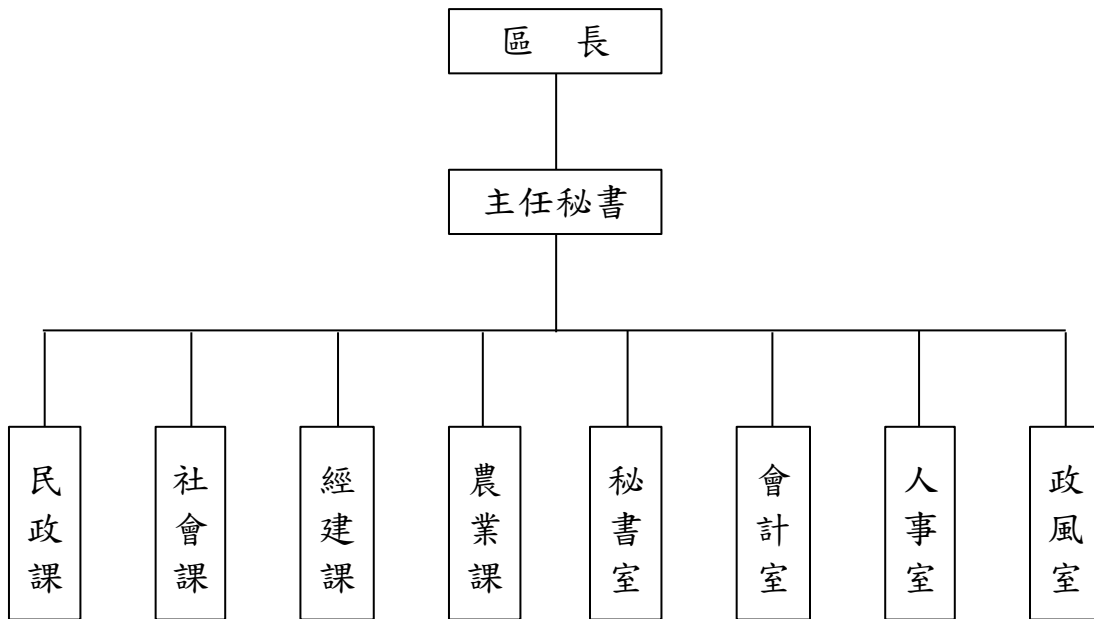 區 長
主任秘書
民政課
社會課
經建課
農業課
秘書室
會計室
人事室
政風室